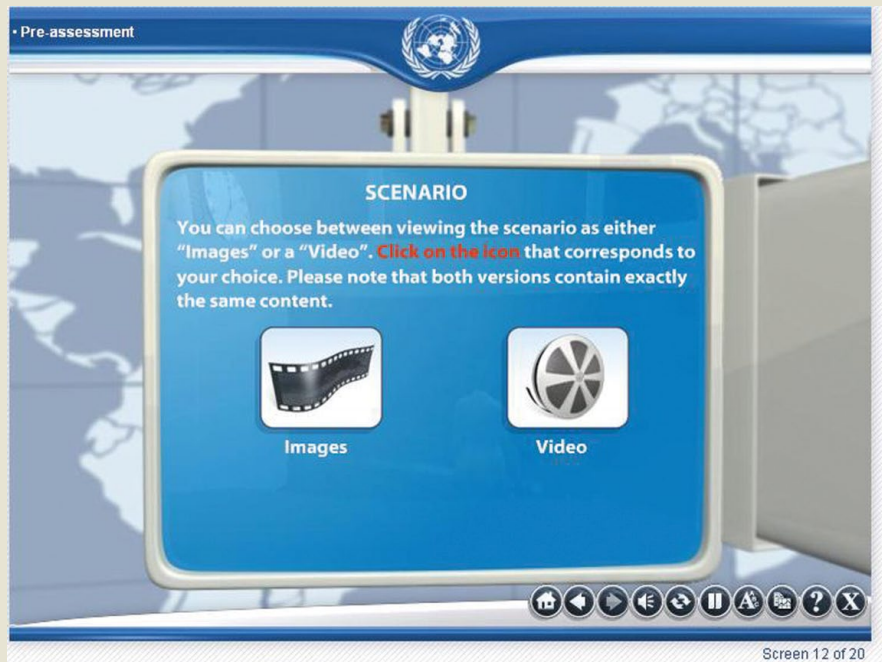 • Pre-assessment
SCENARIO
You can choose between viewing the scenario as either
“Images” or a “Video”. Click on the icon that corresponds to
your choice. Please note that both versions contain exactly
the same content.
Images
Video
A
?
X
Screen 12 of 20